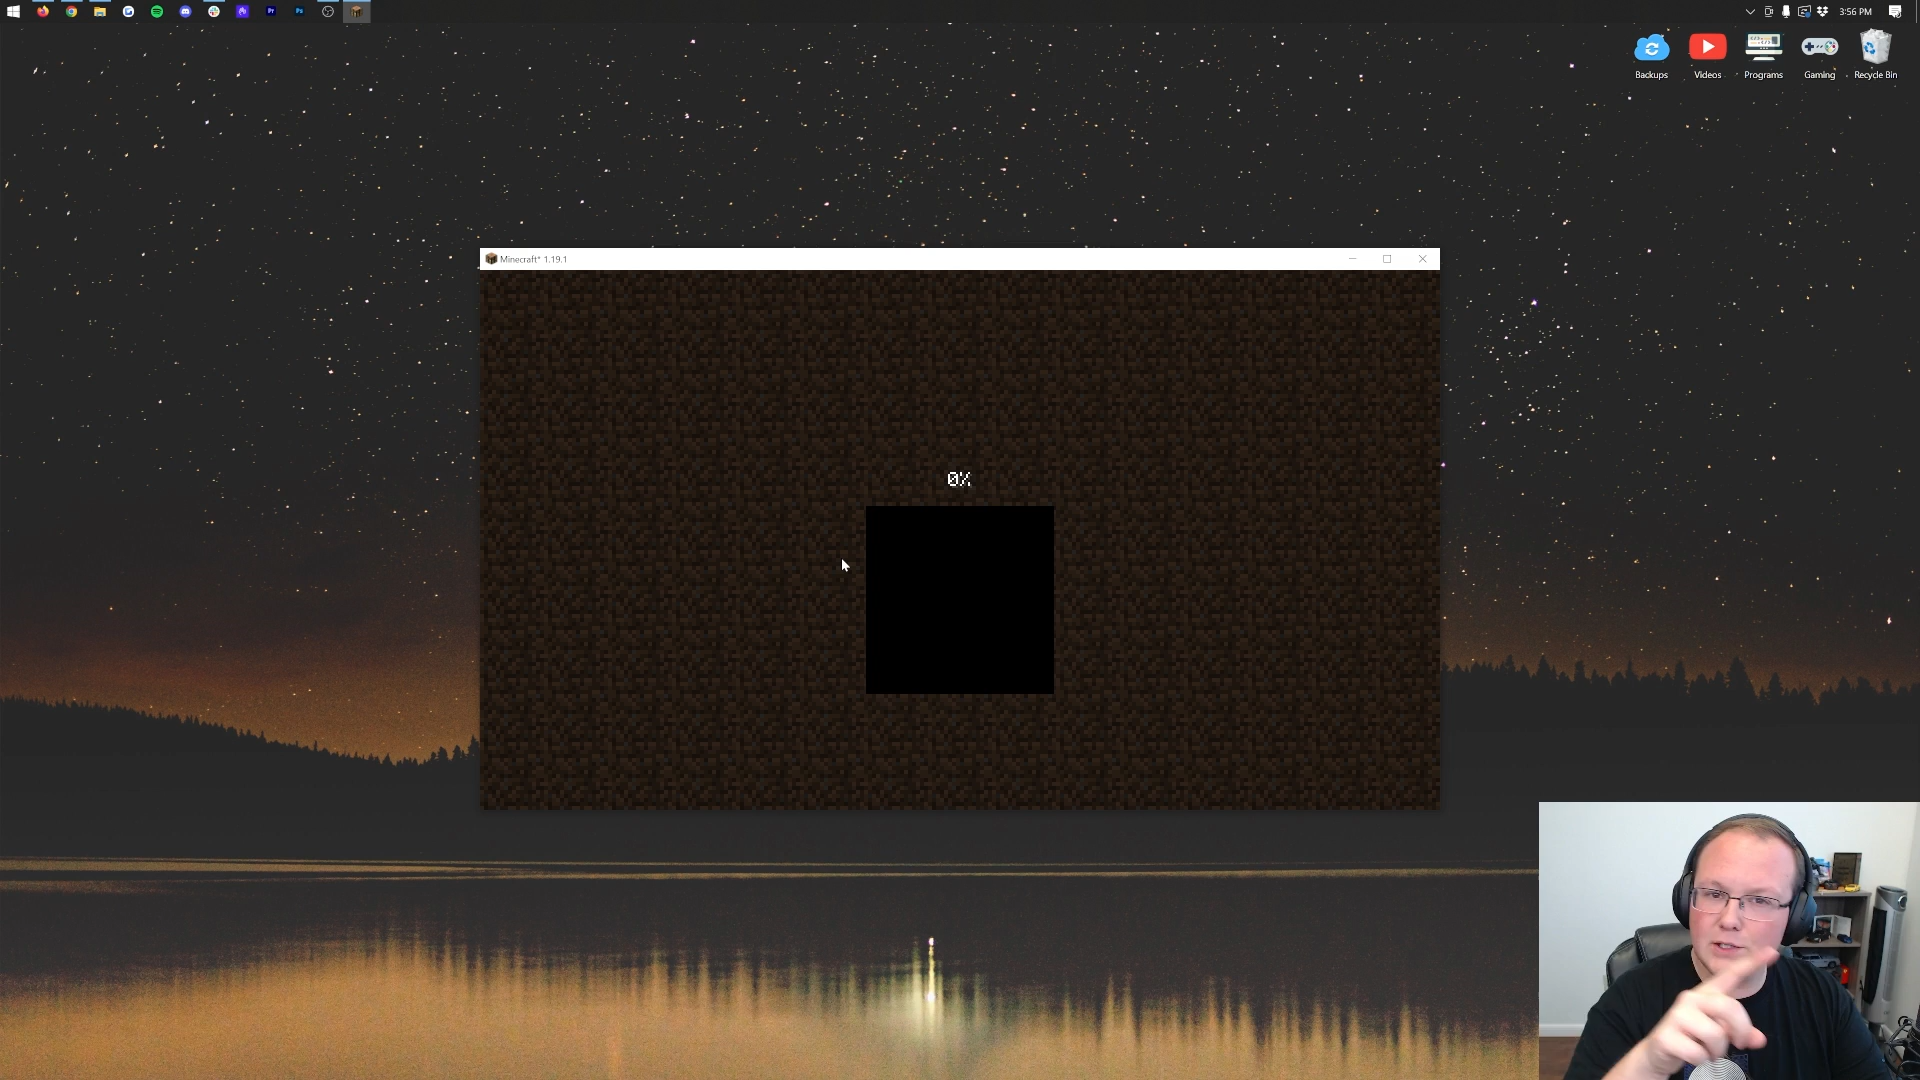 3:56 PM
Backups
Videos
Programs
Gaming
Recycle Bin
Minecraft* 1.19.1
0%